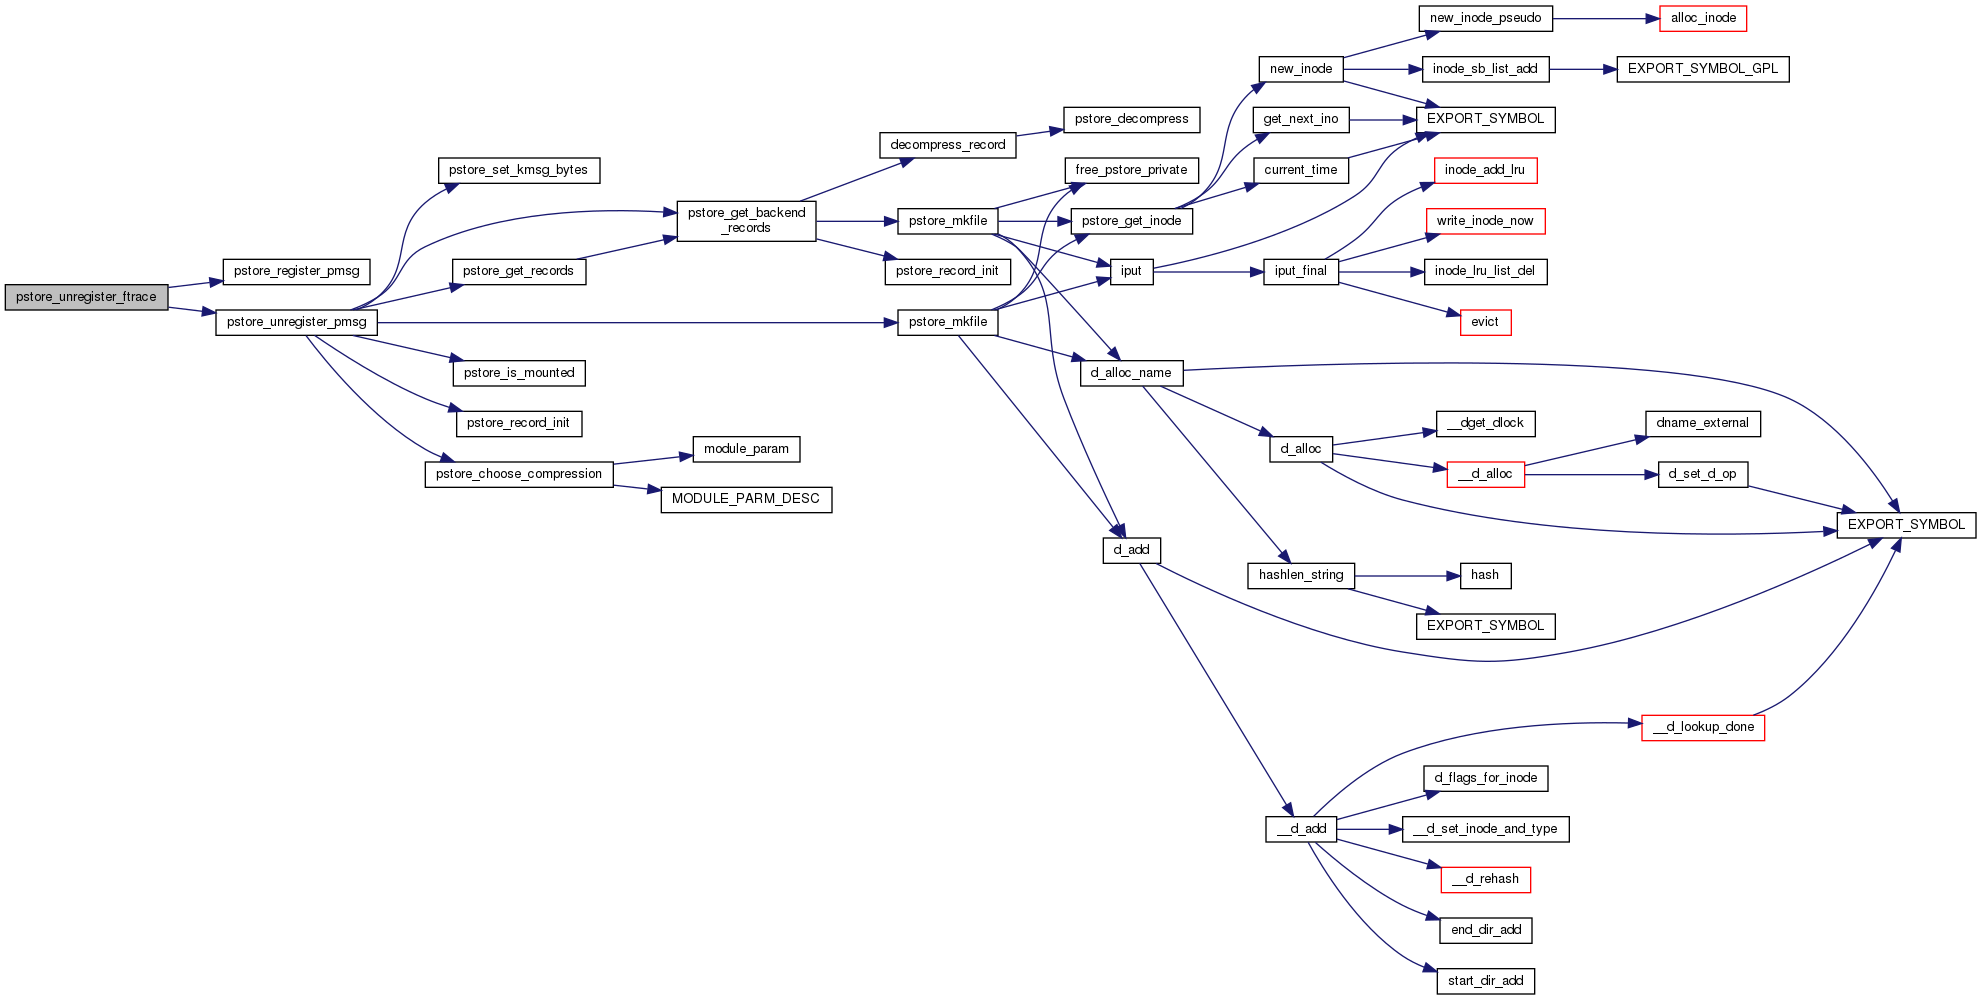 new_inode_pseudo
alloc_inode
new_inode
inode_sb_list_add
EXPORT_SYMBOL_GPL
pstore_decompress
get_next_ino
EXPORT_SYMBOL
decompress_record
pstore_set_kmsg_bytes
free_pstore_private
current_time
inode_add_lru
pstore_get_backend
_records
pstore_mkfile
pstore_get_inode
write_inode_now
pstore_register_pmsg
pstore_get_records
pstore_record_init
iput
iput_final
inode_lru_list_del
pstore_unregister_ftrace
pstore_unregister_pmsg
pstore_mkfile
evict
pstore_is_mounted
d_alloc_name
pstore_record_init
__dget_dlock
dname_external
module_param
d_alloc
pstore_choose_compression
__d_alloc
d_set_d_op
MODULE_PARM_DESC
EXPORT_SYMBOL
d_add
hashlen_string
hash
EXPORT_SYMBOL
__d_lookup_done
d_flags_for_inode
__d_add
__d_set_inode_and_type
__d_rehash
end_dir_add
start_dir_add